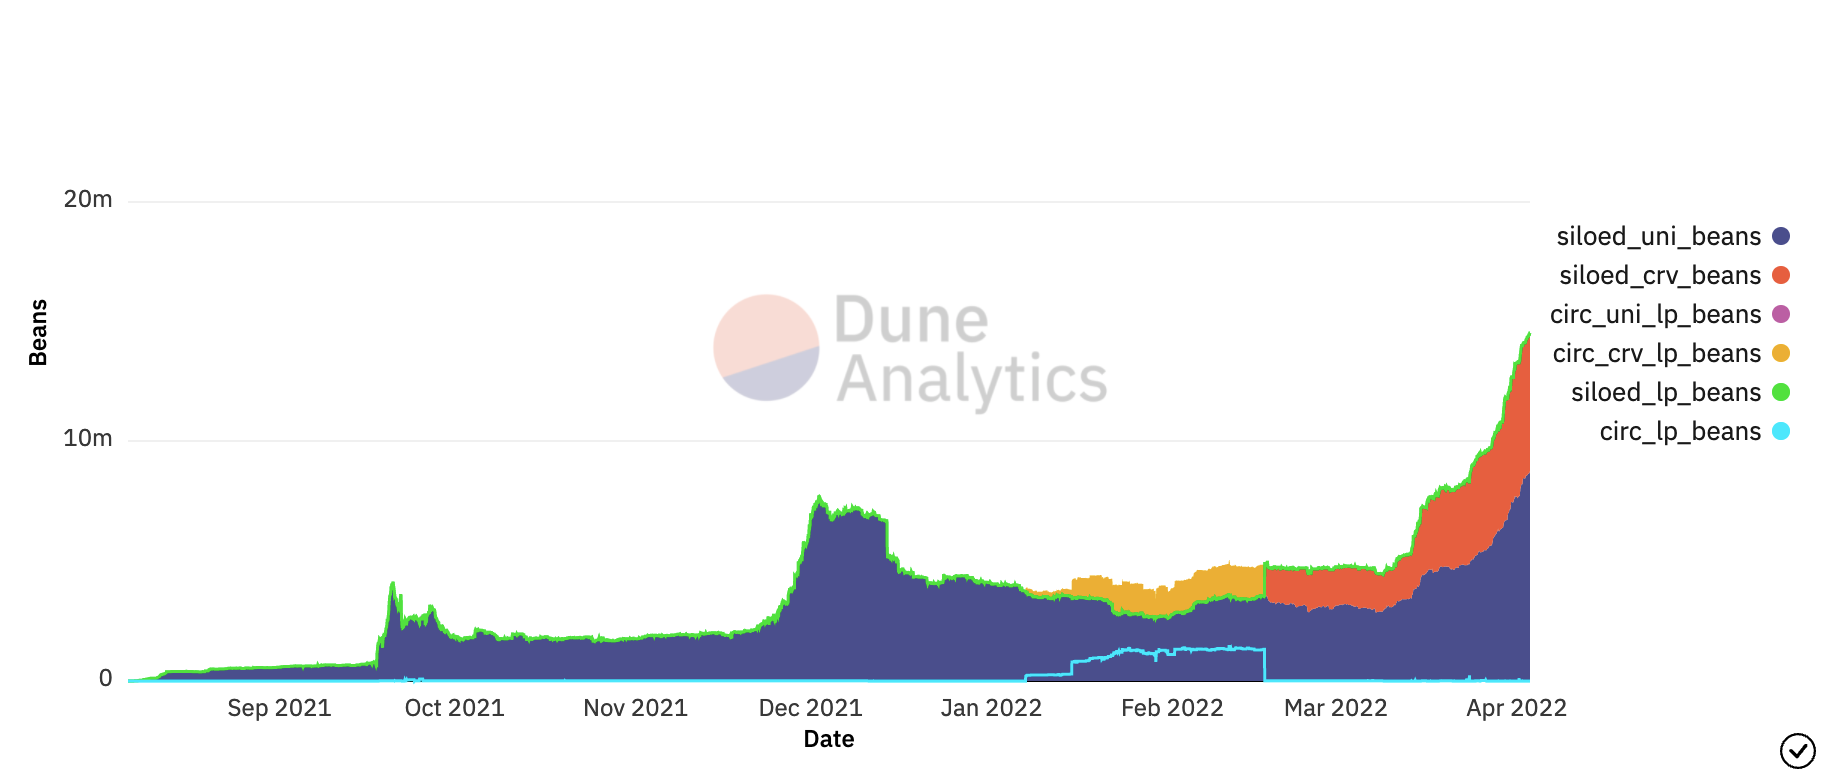 20m
10m
0
Beans
Dune
Analytics
siloed_uni_beans
siloed_crv_beans
circ_uni_lp_beans
circ_crv_lp_beans
siloed_lp_beans
circ_lp_beans
Sep 2021
Oct 2021
Nov 2021
Dec 2021
Jan 2022
Feb 2022
Mar 2022
Apr 2022
Date